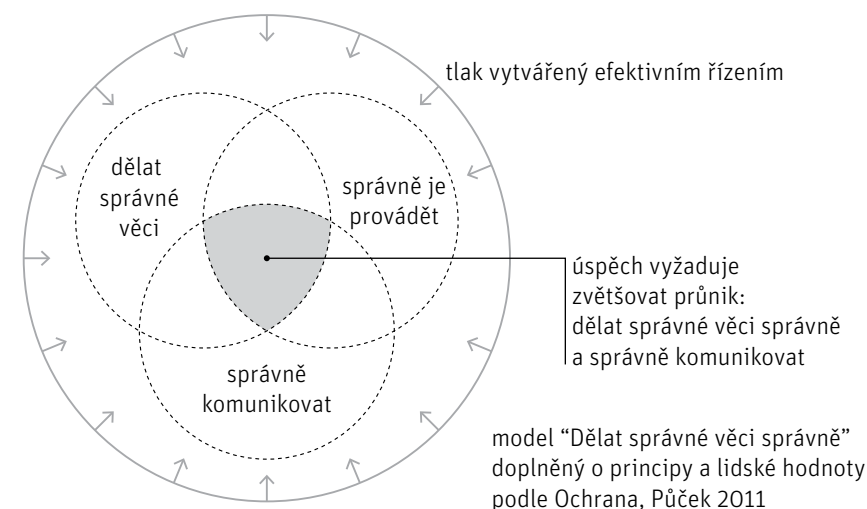 tlak vytvářený efektivním řízením
dělat
správné
věci
správně je
provádět
úspěch vyžaduje
zvětšovat průnik:
dělat správné věci správně
a správně komunikovat
správně
komunikovat
model “Dělat správné věci správně”
doplněný o principy a lidské hodnoty
podle Ochrana, Půček 2011